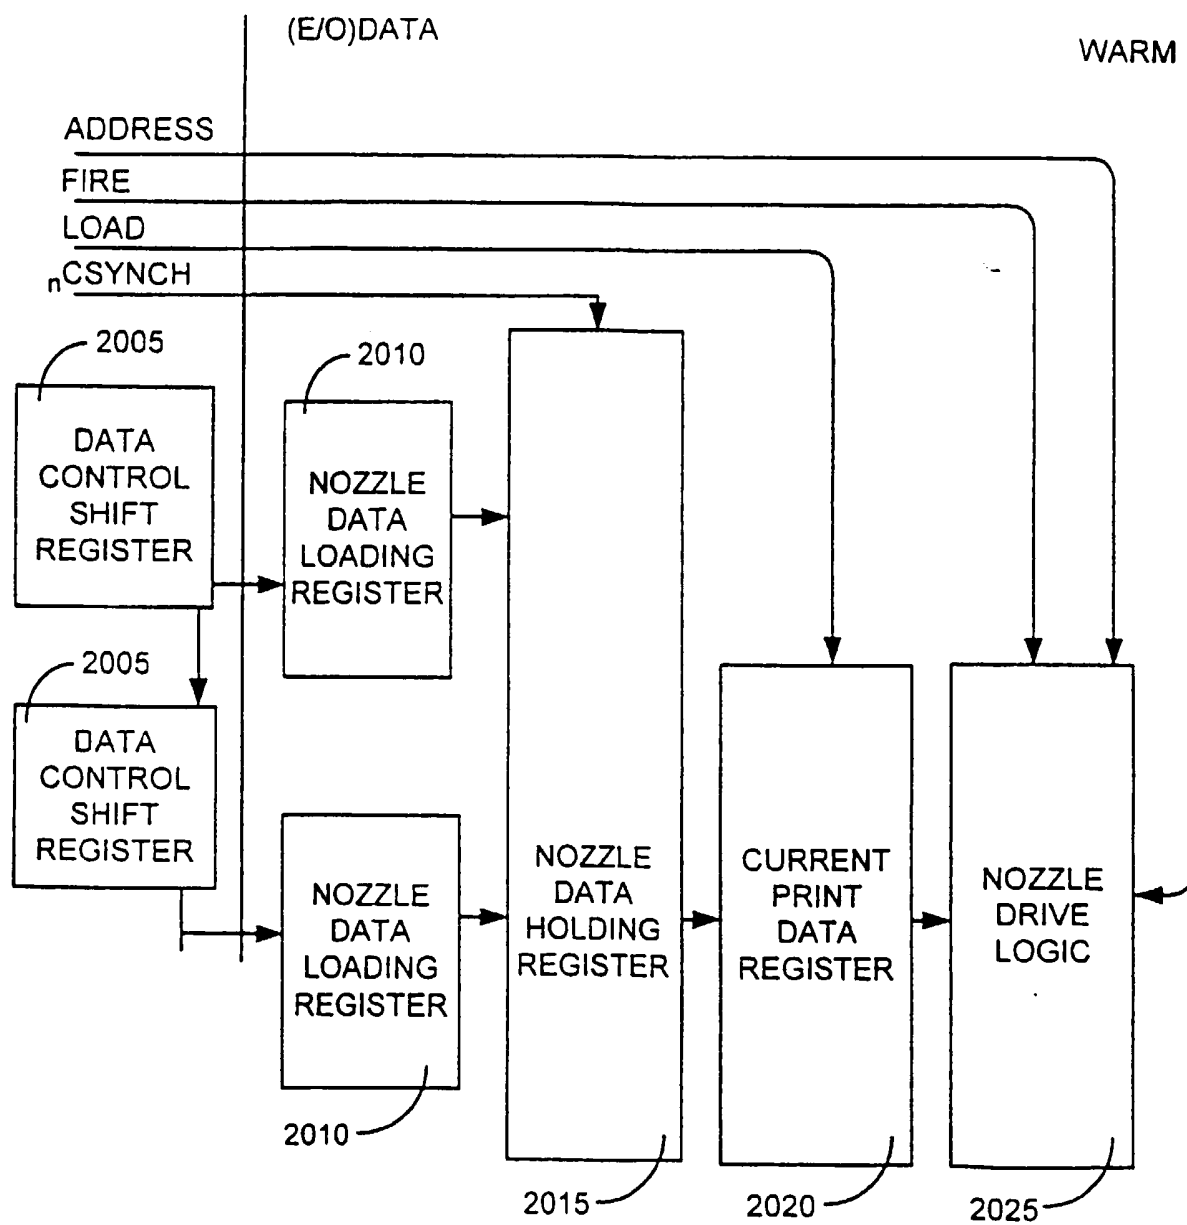 (E/O)DATA
WARM
ADDRESS
FIRE
LOAD
nCSYNCH
2005
2010
DATA
CONTROL
SHIFT
REGISTER
NOZZLE
DATA
LOADING
REGISTER
2005
DATA
CONTROL
SHIFT
REGISTER
NOZZLE
DATA
LOADING
REGISTER
2010
NOZZLE
DATA
HOLDING
REGISTER
2015
CURRENT
PRINT
DATA
REGISTER
2020
NOZZLE
DRIVE
LOGIC
2025